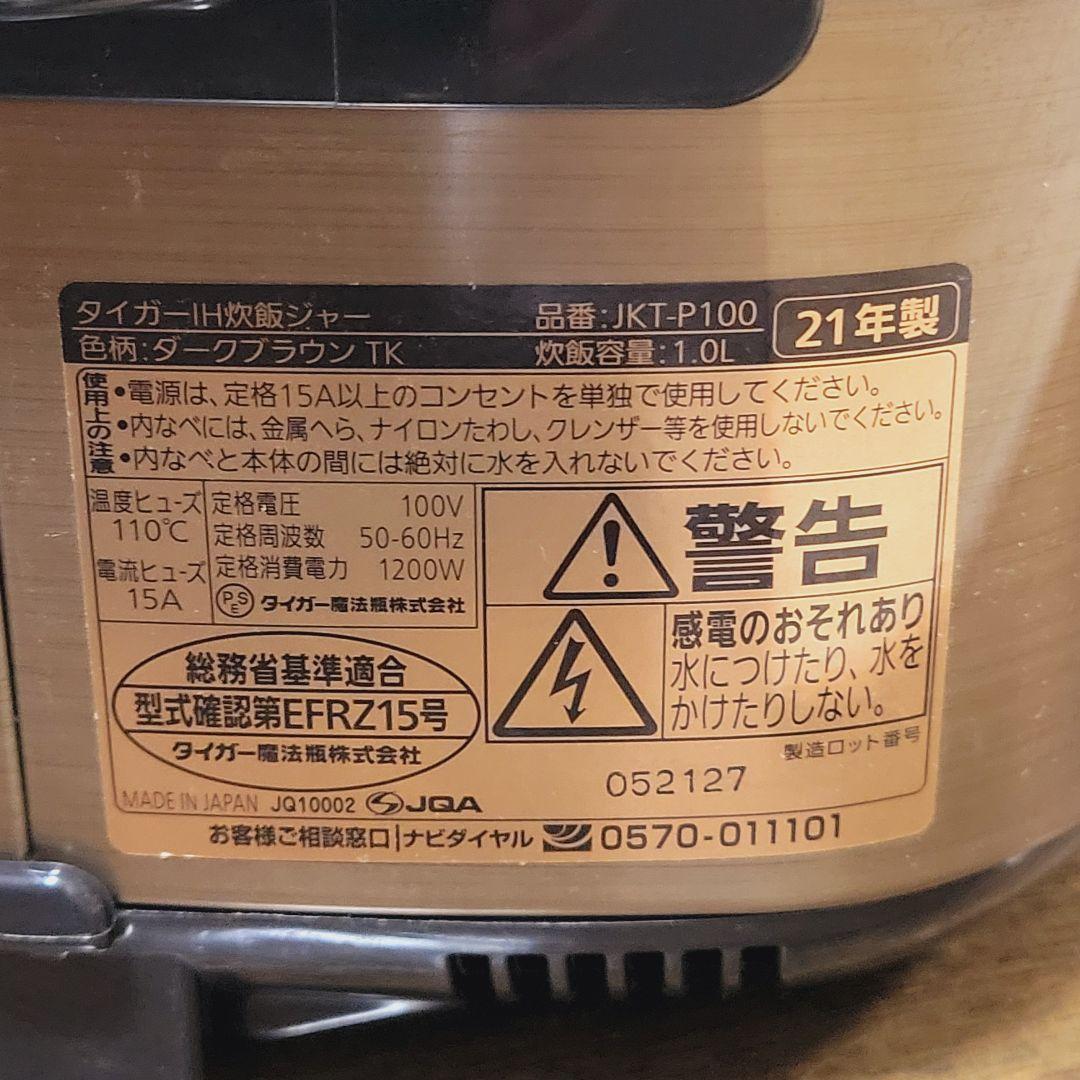 タイガーIH炊飯ジャー 品番:JKT-P100 21年製
色柄:ダークブラウン TK 炊飯容量:1.0L
使用上の注意
•電源は、定格15A以上のコンセントを単独で使用してください。
•内なべには、金属へら、ナイロンたわし、クレンザー等を使用しないでください。
•内なべと本体の間には絶対に水を入れないでください。
温度ヒューズ
110℃
電流ヒューズ
15A
定格電圧 100V
定格周波数 50-60Hz
定格消費電力 1200W
PSE タイガー魔法瓶株式会社
警告
感電のおそれあり
水につけたり、水を
かけたりしない。
総務省基準適合
型式確認第EFRZ15号
タイガー魔法瓶株式会社
製造ロット番号
052127
MADE IN JAPAN JQ10002 JQA
お客様ご相談窓口|ナビダイヤル 0570-011101